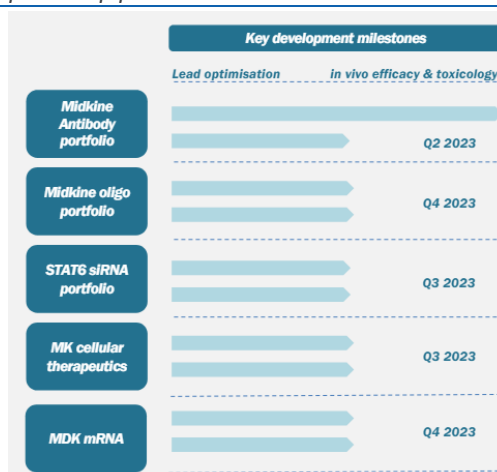 Key development milestones
Lead optimisation in vivo efficacy & toxicology
Midkine
Antibody
portfolio
Q2 2023
Midkine oligo
portfolio
Q4 2023
STAT6 siRNA
portfolio
Q3 2023
MK cellular
therapeutics
Q3 2023
MDK mRNA
Q4 2023